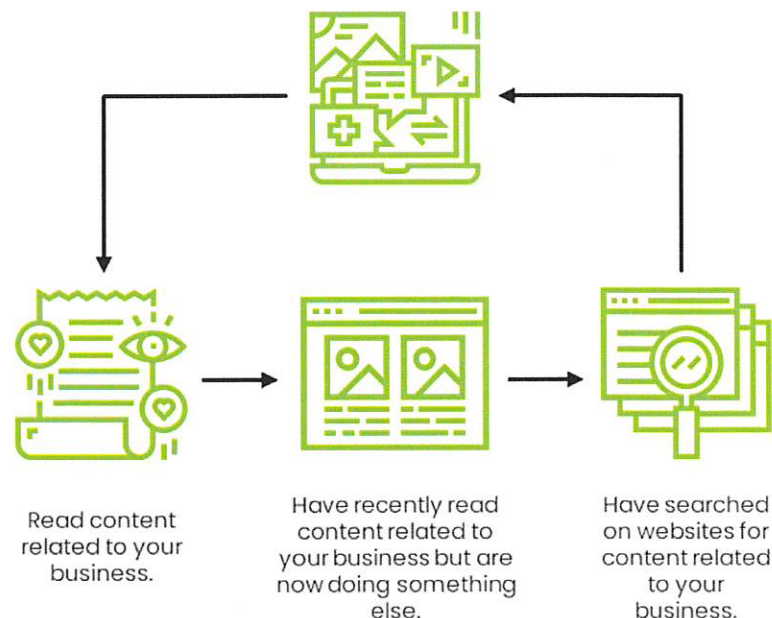 Read content
related to your
business.
Have recently read
content related to
your business but are
now doing something
else.
Have searched
on websites for
content related
to your
business.